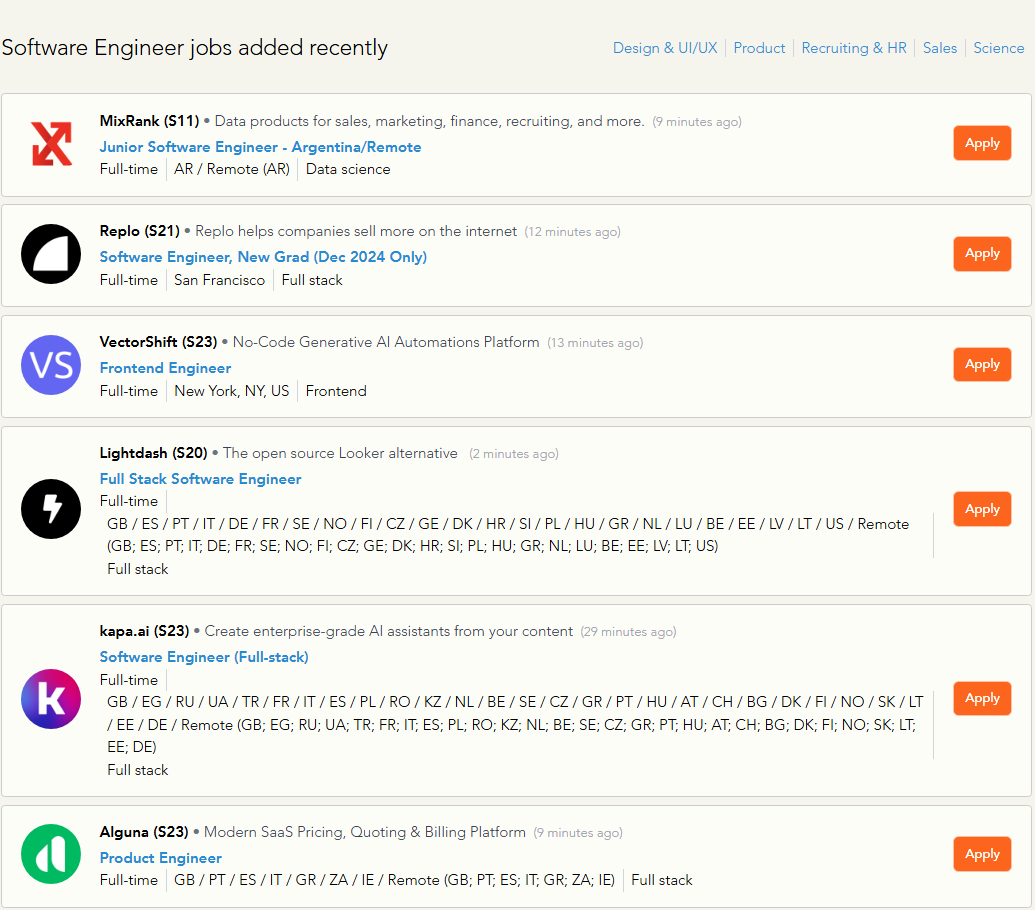 Software Engineer jobs added recently
Design & UI/UX Product Recruiting & HR Sales Science
MixRank (S11) • Data products for sales, marketing, finance, recruiting, and more. (9 minutes ago)
Junior Software Engineer - Argentina/Remote
Full-time AR / Remote (AR) Data science
Apply
Replo (S21) • Replo helps companies sell more on the internet (12 minutes ago)
Software Engineer, New Grad (Dec 2024 Only)
Full-time San Francisco Full stack
Apply
VS
VectorShift (S23) • No-Code Generative AI Automations Platform (13 minutes ago)
Frontend Engineer
Full-time New York, NY, US Frontend
Apply
Lightdash (S20) • The open source Looker alternative (2 minutes ago)
Full Stack Software Engineer
Full-time
GB / ES / PT / IT / DE / FR / SE / NO / FI / CZ / GE / DK / HR / SI / PL / HU / GR / NL / LU / BE / EE / LV / LT / US / Remote
(GB; ES; PT; IT; DE; FR; SE; NO; FI; CZ; GE; DK; HR; SI; PL; HU; GR; NL; LU; BE; EE; LV; LT; US)
Full stack
Apply
k
kapa.ai (S23) • Create enterprise-grade AI assistants from your content (29 minutes ago)
Software Engineer (Full-stack)
Full-time
GB / EG / RU / UA / TR / FR / IT / ES / PL / RO / KZ / NL / BE / SE / CZ / GR / PT / HU / AT / CH / BG / DK / FI / NO / SK / LT
/ EE / DE / Remote (GB; EG; RU; UA; TR; FR; IT; ES; PL; RO; KZ; NL; BE; SE; CZ; GR; PT; HU; AT; CH; BG; DK; FI; NO; SK; LT;
EE; DE)
Full stack
Apply
Alguna (S23) • Modern SaaS Pricing, Quoting & Billing Platform (9 minutes ago)
Product Engineer
Full-time GB / PT / ES / IT / GR / ZA / IE / Remote (GB; PT; ES; IT; GR; ZA; IE) Full stack
Apply